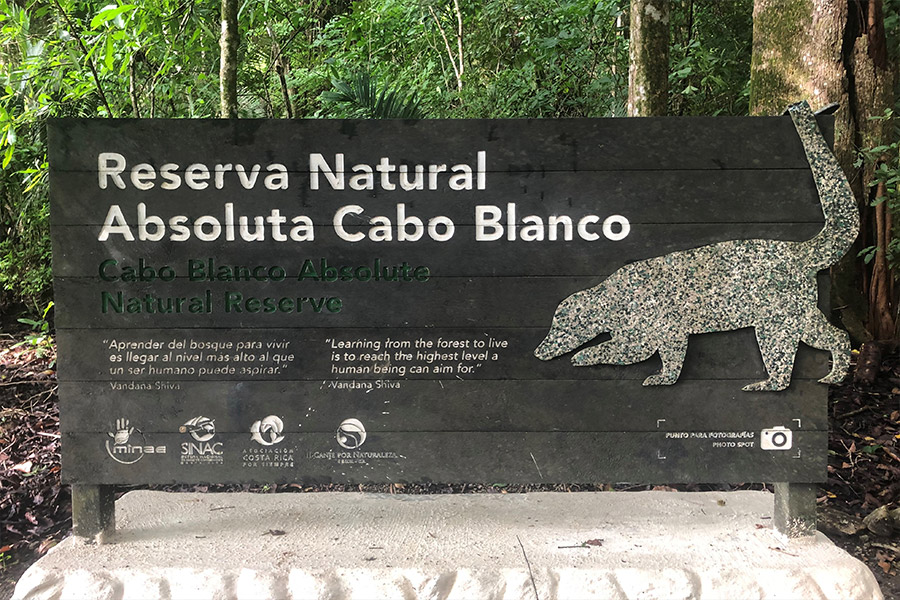 Reserva Natural
Absoluta Cabo Blanco
Cabo Blanco Absolute
Natural Reserve
“Aprender del bosque para vivir
es llegar al nivel más alto al que
un ser humano puede aspirar.”
Vandana Shiva
“Learning from the forest to live
is to reach the highest level a
human being can aim for.”
Vandana Shiva
minae
SINAC
ASOCIACIÓN
COSTA RICA
POR SIEMPRE
CANJE POR NATURALEZA
PUNTO PARA FOTOGRAFÍAS
PHOTO SPOT